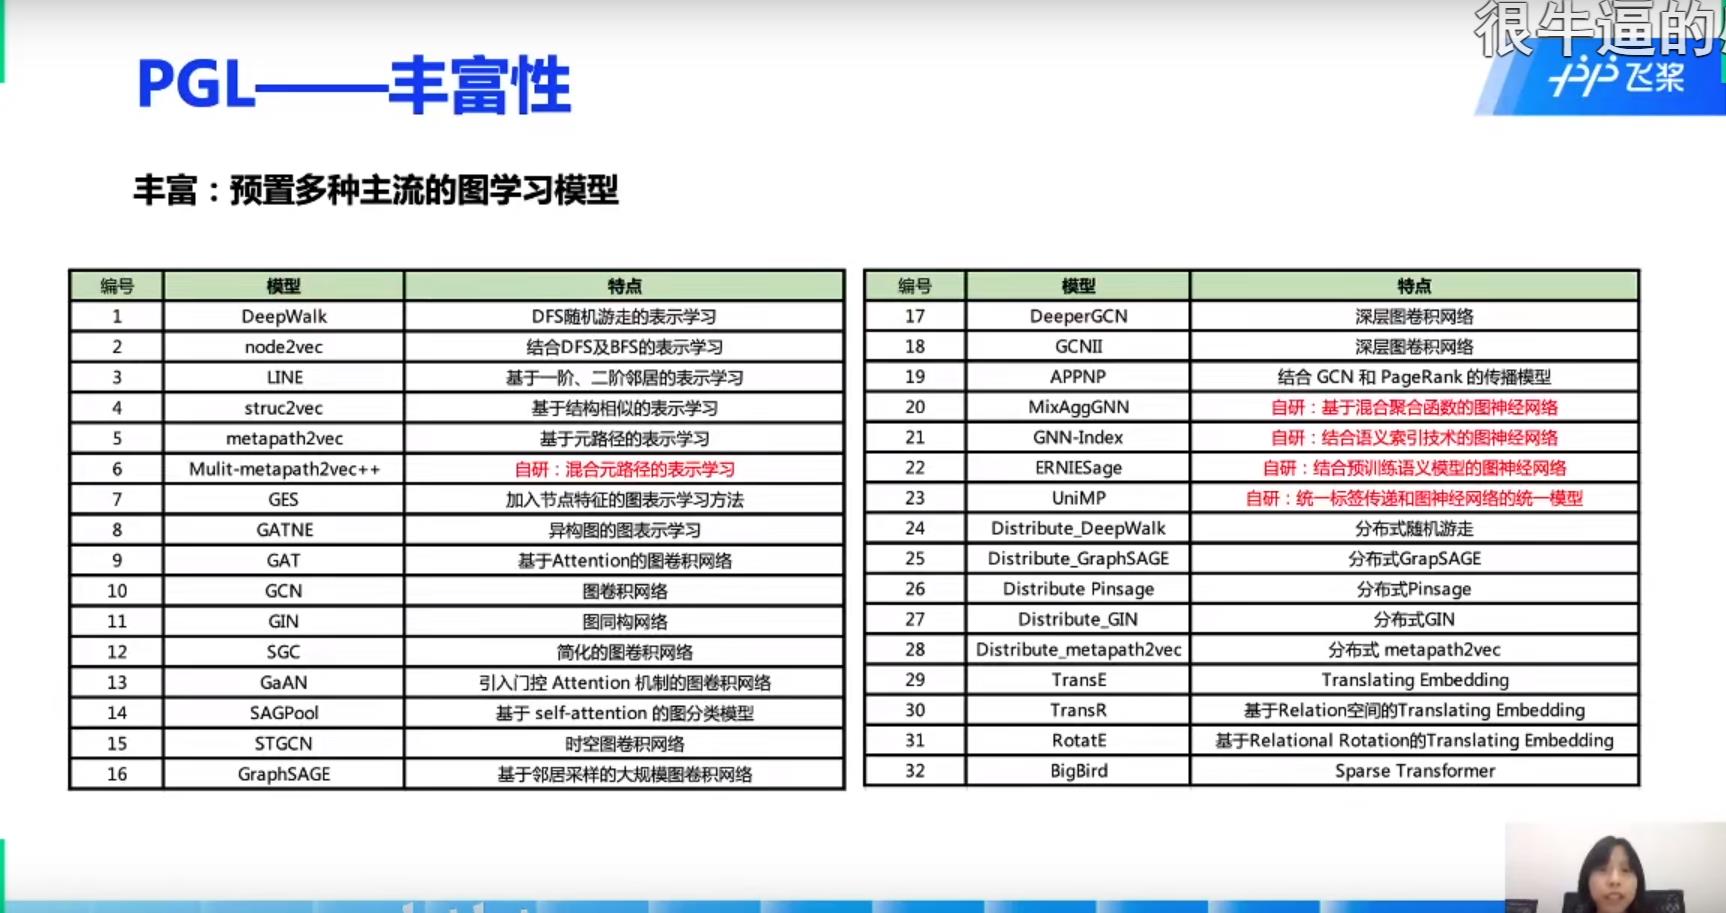 很牛逼的
PGL——丰富性
飞桨
丰富：预置多种主流的图学习模型
编号 模型 特点
1 DeepWalk DFS随机游走的表示学习
2 node2vec 结合DFS及BFS的表示学习
3 LINE 基于一阶、二阶邻居的表示学习
4 struc2vec 基于结构相似的表示学习
5 metapath2vec 基于元路径的表示学习
6 Mulit-metapath2vec++ 自研：混合元路径的表示学习
7 GES 加入节点特征的图表示学习方法
8 GATNE 异构图的图表示学习
9 GAT 基于Attention的图卷积网络
10 GCN 图卷积网络
11 GIN 图同构网络
12 SGC 简化的图卷积网络
13 GaAN 引入门控 Attention 机制的图卷积网络
14 SAGPool 基于 self-attention 的图分类模型
15 STGCN 时空图卷积网络
16 GraphSAGE 基于邻居采样的大规模图卷积网络
编号 模型 特点
17 DeeperGCN 深层图卷积网络
18 GCNII 深层图卷积网络
19 APPNP 结合 GCN 和 PageRank 的传播模型
20 MixAggGNN 自研：基于混合聚合函数的图神经网络
21 GNN-Index 自研：结合语义索引技术的图神经网络
22 ERNIESage 自研：结合预训练语义模型的图神经网络
23 UniMP 自研：统一标签传递和图神经网络的统一模型
24 Distribute_DeepWalk 分布式随机游走
25 Distribute_GraphSAGE 分布式GrapSAGE
26 Distribute Pinsage 分布式Pinsage
27 Distribute_GIN 分布式GIN
28 Distribute_metapath2vec 分布式 metapath2vec
29 TransE Translating Embedding
30 TransR 基于Relation空间的Translating Embedding
31 RotatE 基于Relational Rotation的Translating Embedding
32 BigBird Sparse Transformer